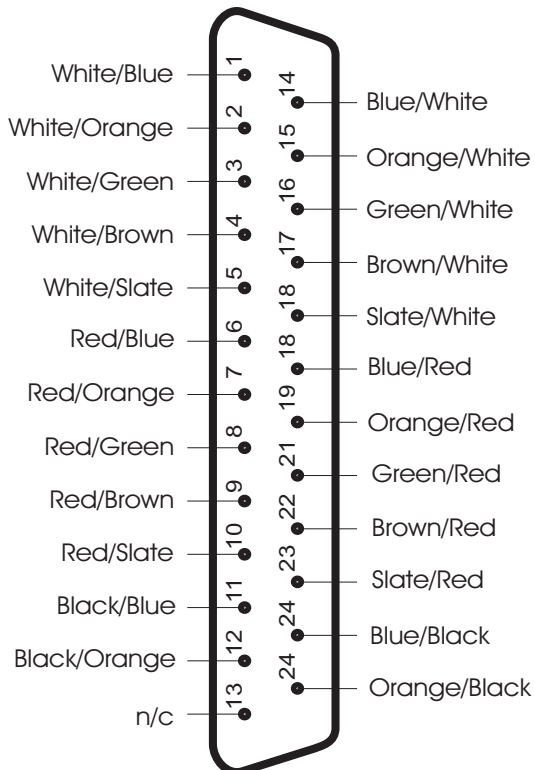 White/Blue 1
14 Blue/White
White/Orange 2
15 Orange/White
White/Green 3
16 Green/White
White/Brown 4
17 Brown/White
White/Slate 5
18 Slate/White
Red/Blue 6
18 Blue/Red
Red/Orange 7
19 Orange/Red
Red/Green 8
21 Green/Red
Red/Brown 9
22 Brown/Red
Red/Slate 10
23 Slate/Red
Black/Blue 11
24 Blue/Black
Black/Orange 12
24 Orange/Black
n/c 13